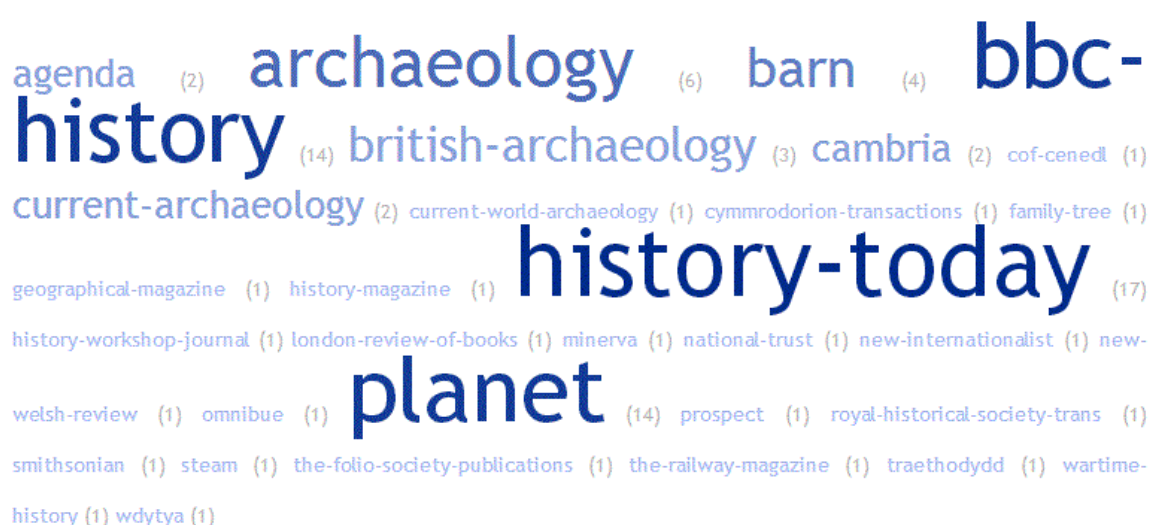 agenda (2) archaeology (6) barn (4) bbc-
history (14) british-archaeology (3) cambria (2) cof-cenedl (1)
current-archaeology (2) current-world-archaeology (1) cymmrodorion-transactions (1) family-tree (1)
geographical-magazine (1) history-magazine (1) history-today (17)
history-workshop-journal (1) london-review-of-books (1) minerva (1) national-trust (1) new-internationalist (1) new-
welsh-review (1) omnibue (1) planet (14) prospect (1) royal-historical-society-trans (1)
smithsonian (1) steam (1) the-folio-society-publications (1) the-railway-magazine (1) traethodydd (1) wartime-
history (1) wdytya (1)